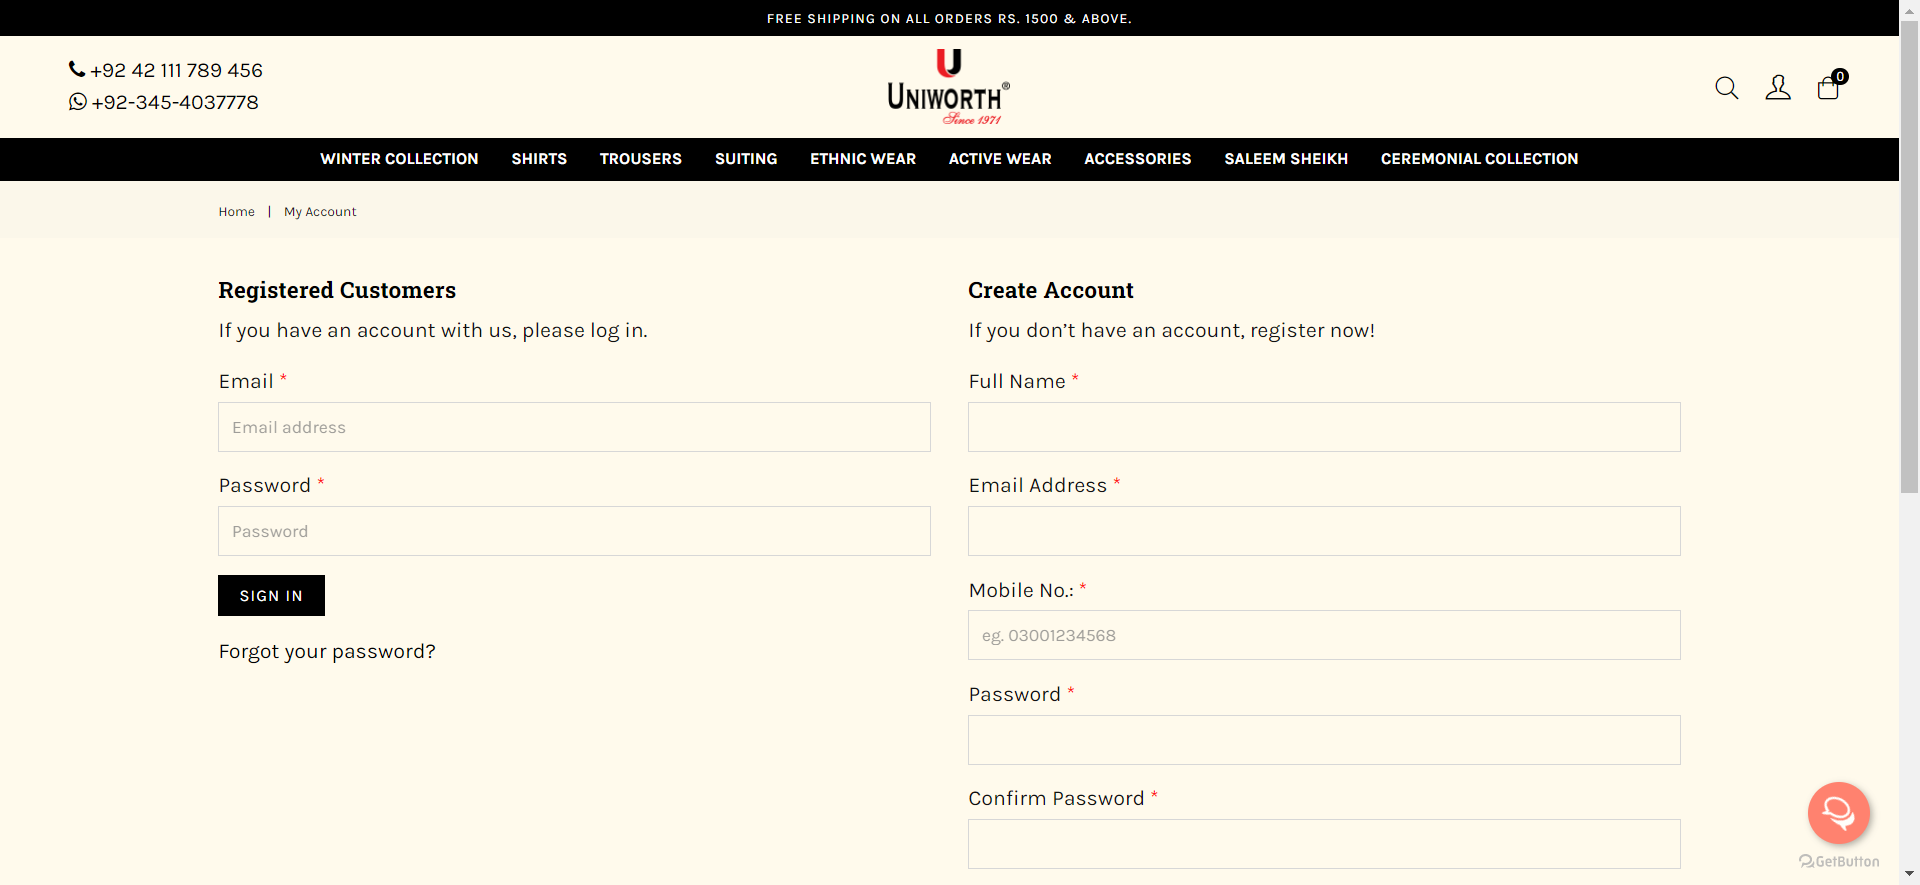 FREE SHIPPING ON ALL ORDERS RS. 1500 & ABOVE.
+92 42 111 789 456
+92-345-4037778
U
UNIWORTH®
Since 1971
0
WINTER COLLECTION SHIRTS TROUSERS SUITING ETHNIC WEAR ACTIVE WEAR ACCESSORIES SALEEM SHEIKH CEREMONIAL COLLECTION
Home | My Account
Registered Customers
If you have an account with us, please log in.
Email *
Email address
Password *
Password
SIGN IN
Forgot your password?
Create Account
If you don’t have an account, register now!
Full Name *
Email Address *
Mobile No.: *
eg. 03001234568
Password *
Confirm Password *
GetButton